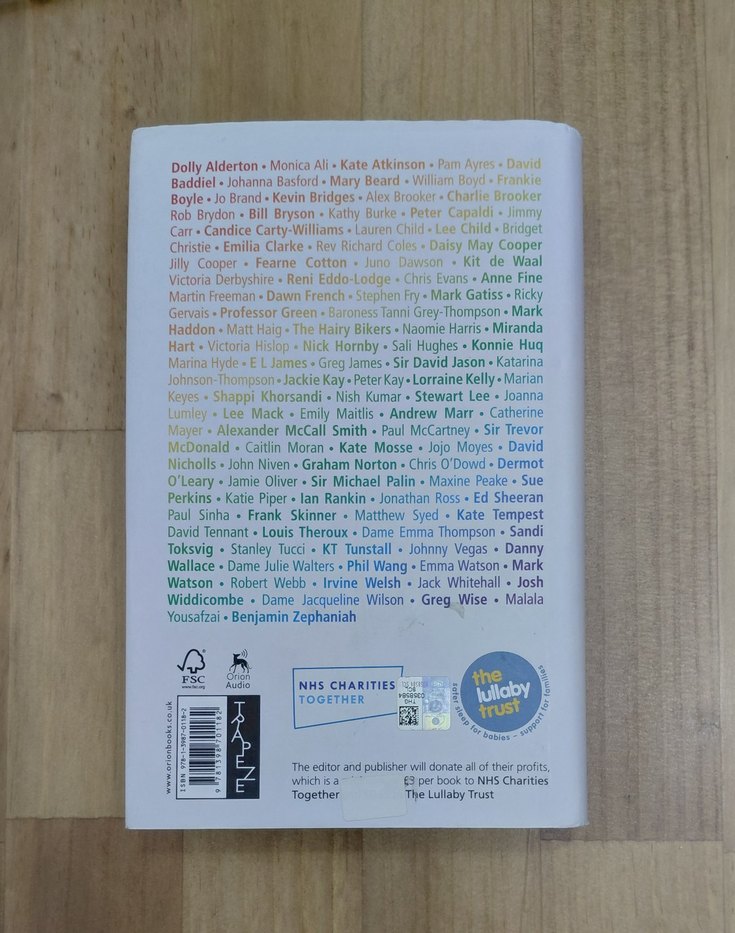 Dolly Alderton • Monica Ali • Kate Atkinson • Pam Ayres • David
Baddiel • Johanna Basford • Mary Beard • William Boyd • Frankie
Boyle • Jo Brand • Kevin Bridges • Alex Brooker • Charlie Brooker
Rob Brydon • Bill Bryson • Kathy Burke • Peter Capaldi • Jimmy
Carr • Candice Carty-Williams • Lauren Child • Lee Child • Bridget
Christie • Emilia Clarke • Rev Richard Coles • Daisy May Cooper
Jilly Cooper • Fearne Cotton • Juno Dawson • Kit de Waal
Victoria Derbyshire • Reni Eddo-Lodge • Chris Evans • Anne Fine
Martin Freeman • Dawn French • Stephen Fry • Mark Gatiss • Ricky
Gervais • Professor Green • Baroness Tanni Grey-Thompson • Mark
Haddon • Matt Haig • The Hairy Bikers • Naomie Harris • Miranda
Hart • Victoria Hislop • Nick Hornby • Sali Hughes • Konnie Huq
Marina Hyde • E L James • Greg James • Sir David Jason • Katarina
Johnson-Thompson • Jackie Kay • Peter Kay • Lorraine Kelly • Marian
Keyes • Shappi Khorsandi • Nish Kumar • Stewart Lee • Joanna
Lumley • Lee Mack • Emily Maitlis • Andrew Marr • Catherine
Mayer • Alexander McCall Smith • Paul McCartney • Sir Trevor
McDonald • Caitlin Moran • Kate Mosse • Jojo Moyes • David
Nicholls • John Niven • Graham Norton • Chris O'Dowd • Dermot
O'Leary • Jamie Oliver • Sir Michael Palin • Maxine Peake • Sue
Perkins • Katie Piper • Ian Rankin • Jonathan Ross • Ed Sheeran
Paul Sinha • Frank Skinner • Matthew Syed • Kate Tempest
David Tennant • Louis Theroux • Dame Emma Thompson • Sandi
Toksvig • Stanley Tucci • KT Tunstall • Johnny Vegas • Danny
Wallace • Dame Julie Walters • Phil Wang • Emma Watson • Mark
Watson • Robert Webb • Irvine Welsh • Jack Whitehall • Josh
Widdicombe • Dame Jacqueline Wilson • Greg Wise • Malala
Yousafzai • Benjamin Zephaniah
FSC
www.fsc.org
Orion
Audio
NHS CHARITIES
TOGETHER
the
lullaby
trust
safer sleep for babies – support for families
www.orionbooks.co.uk
ISBN 978-1-3987-0118-2
9 781398 701182
TRAPEZE
The editor and publisher will donate all of their profits,
which is a £3 per book to NHS Charities
Together The Lullaby Trust